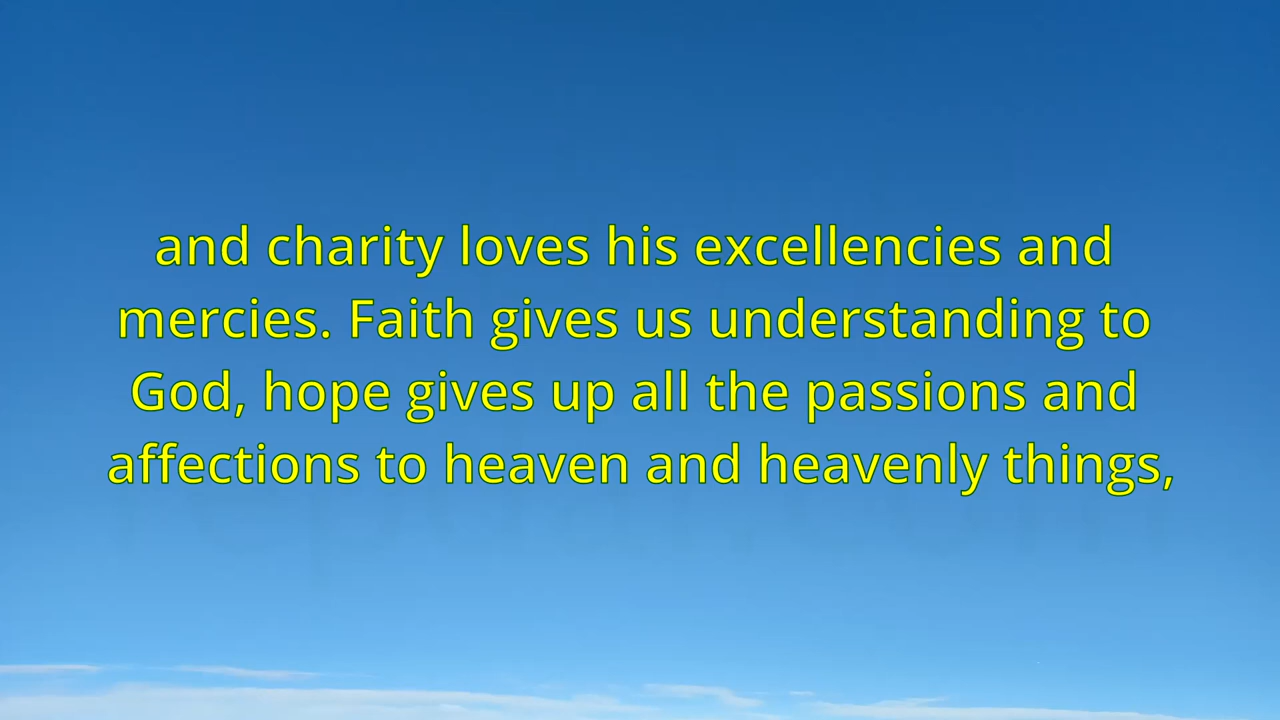 and charity loves his excellencies and
mercies. Faith gives us understanding to
God, hope gives up all the passions and
affections to heaven and heavenly things,